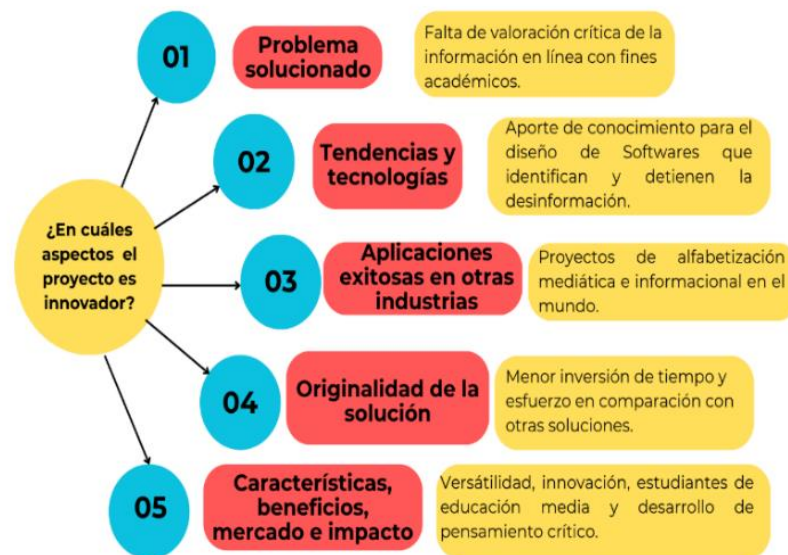 ¿En cuáles
aspectos el
proyecto es
innovador?
01
Problema
solucionado
Falta de valoración crítica de la
información en línea con fines
académicos.
02
Tendencias y
tecnologías
Aporte de conocimiento para el
diseño de Softwares que
identifican y detienen la
desinformación.
03
Aplicaciones
exitosas en otras
industrias
Proyectos de alfabetización
mediática e informacional en el
mundo.
04
Originalidad de la
solución
Menor inversión de tiempo y
esfuerzo en comparación con
otras soluciones.
05
Características,
beneficios,
mercado e impacto
Versátilidad, innovación, estudiantes de
educación media y desarrollo de
pensamiento crítico.